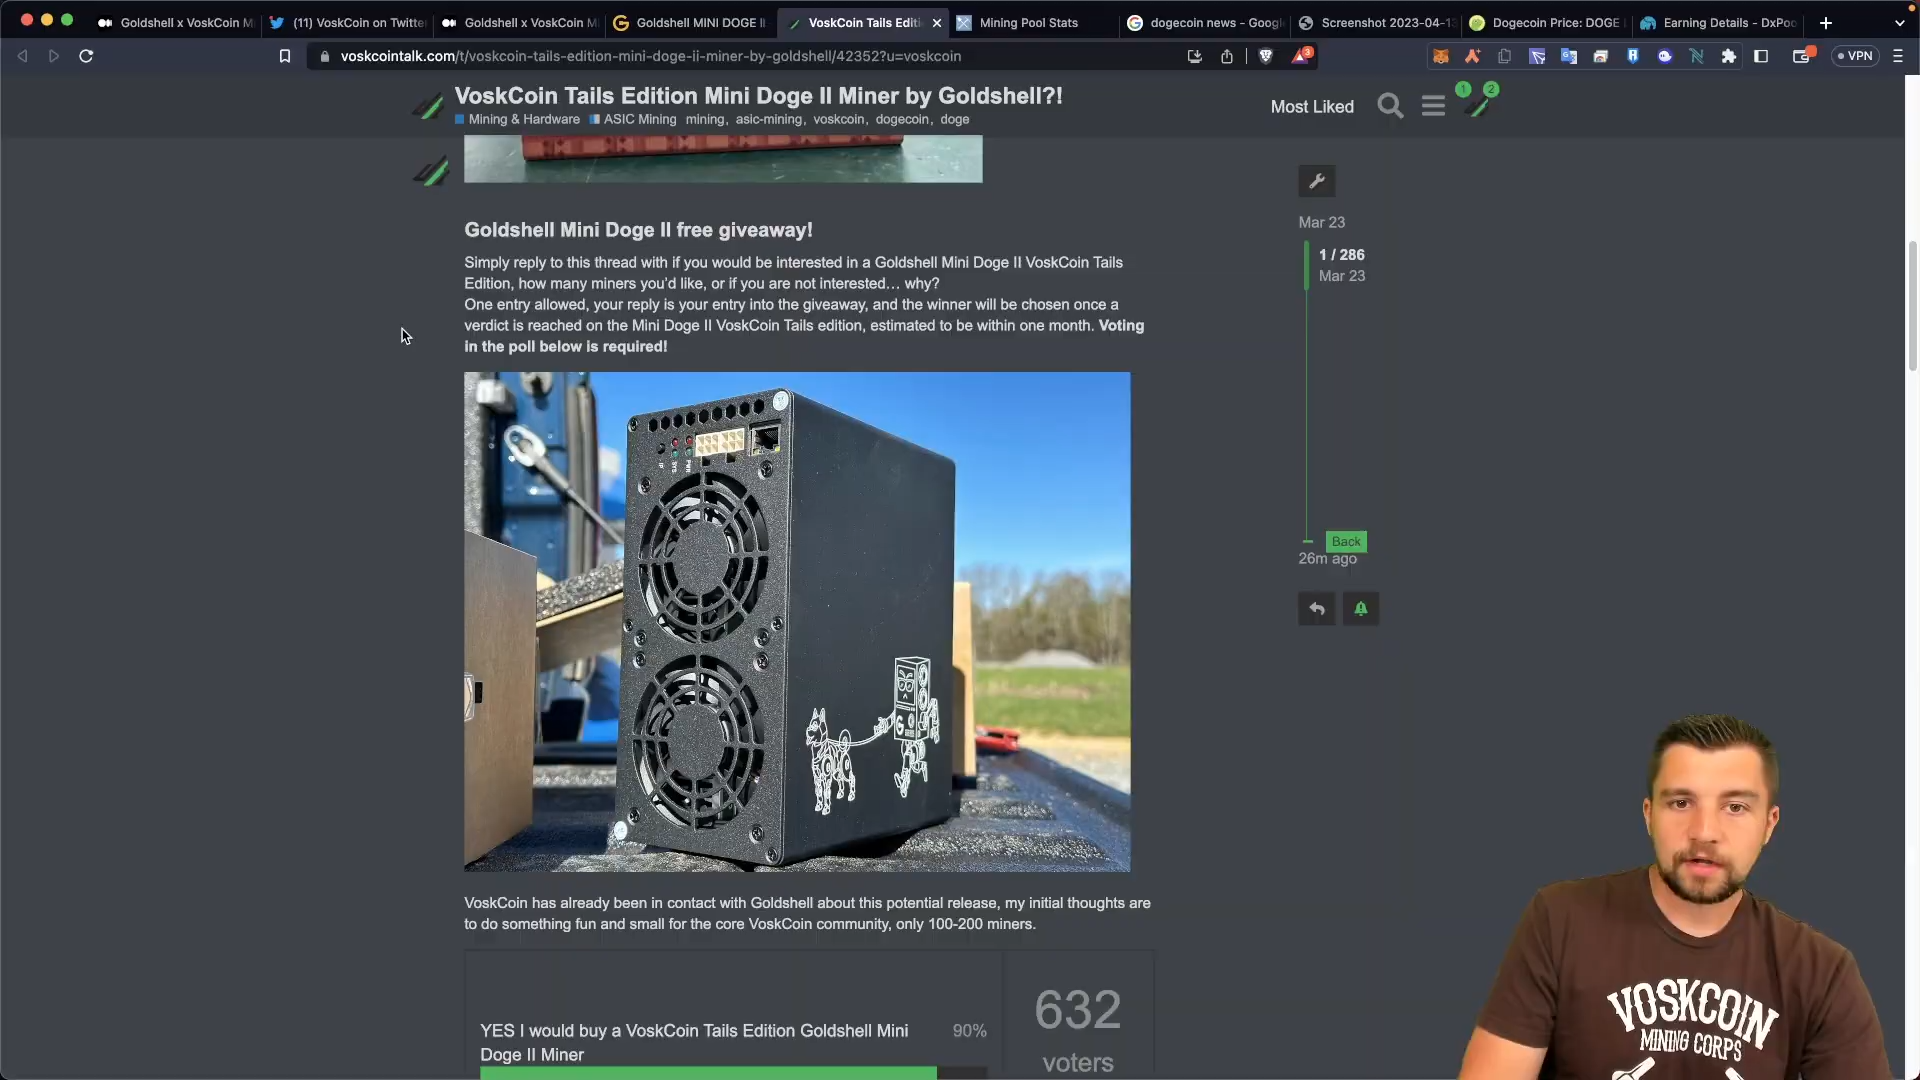 Goldshell x VoskCoin M
(11) VoskCoin on Twitte
Goldshell x VoskCoin M
Goldshell MINI DOGE II
VoskCoin Tails Editi
Mining Pool Stats
dogecoin news - Googl
Screenshot 2023-04-13
Dogecoin Price: DOGE
Earning Details - DxPoo
voskcointalk.com/t/voskcoin-tails-edition-mini-doge-ii-miner-by-goldshell/42352?u=voskcoin
3
VPN
VoskCoin Tails Edition Mini Doge II Miner by Goldshell?!
Mining & Hardware ASIC Mining mining, asic-mining, voskcoin, dogecoin, doge
Most Liked
1
2
Goldshell Mini Doge II free giveaway!
Simply reply to this thread with if you would be interested in a Goldshell Mini Doge II VoskCoin Tails
Edition, how many miners you'd like, or if you are not interested… why?
One entry allowed, your reply is your entry into the giveaway, and the winner will be chosen once a
verdict is reached on the Mini Doge II VoskCoin Tails edition, estimated to be within one month. Voting
in the poll below is required!
Mar 23
1 / 286
Mar 23
Back
26m ago
IP
SYS
PWR
G
VoskCoin has already been in contact with Goldshell about this potential release, my initial thoughts are
to do something fun and small for the core VoskCoin community, only 100-200 miners.
YES I would buy a VoskCoin Tails Edition Goldshell Mini
Doge II Miner
90%
632
voters
VOSKCOIN
MINING CORPS